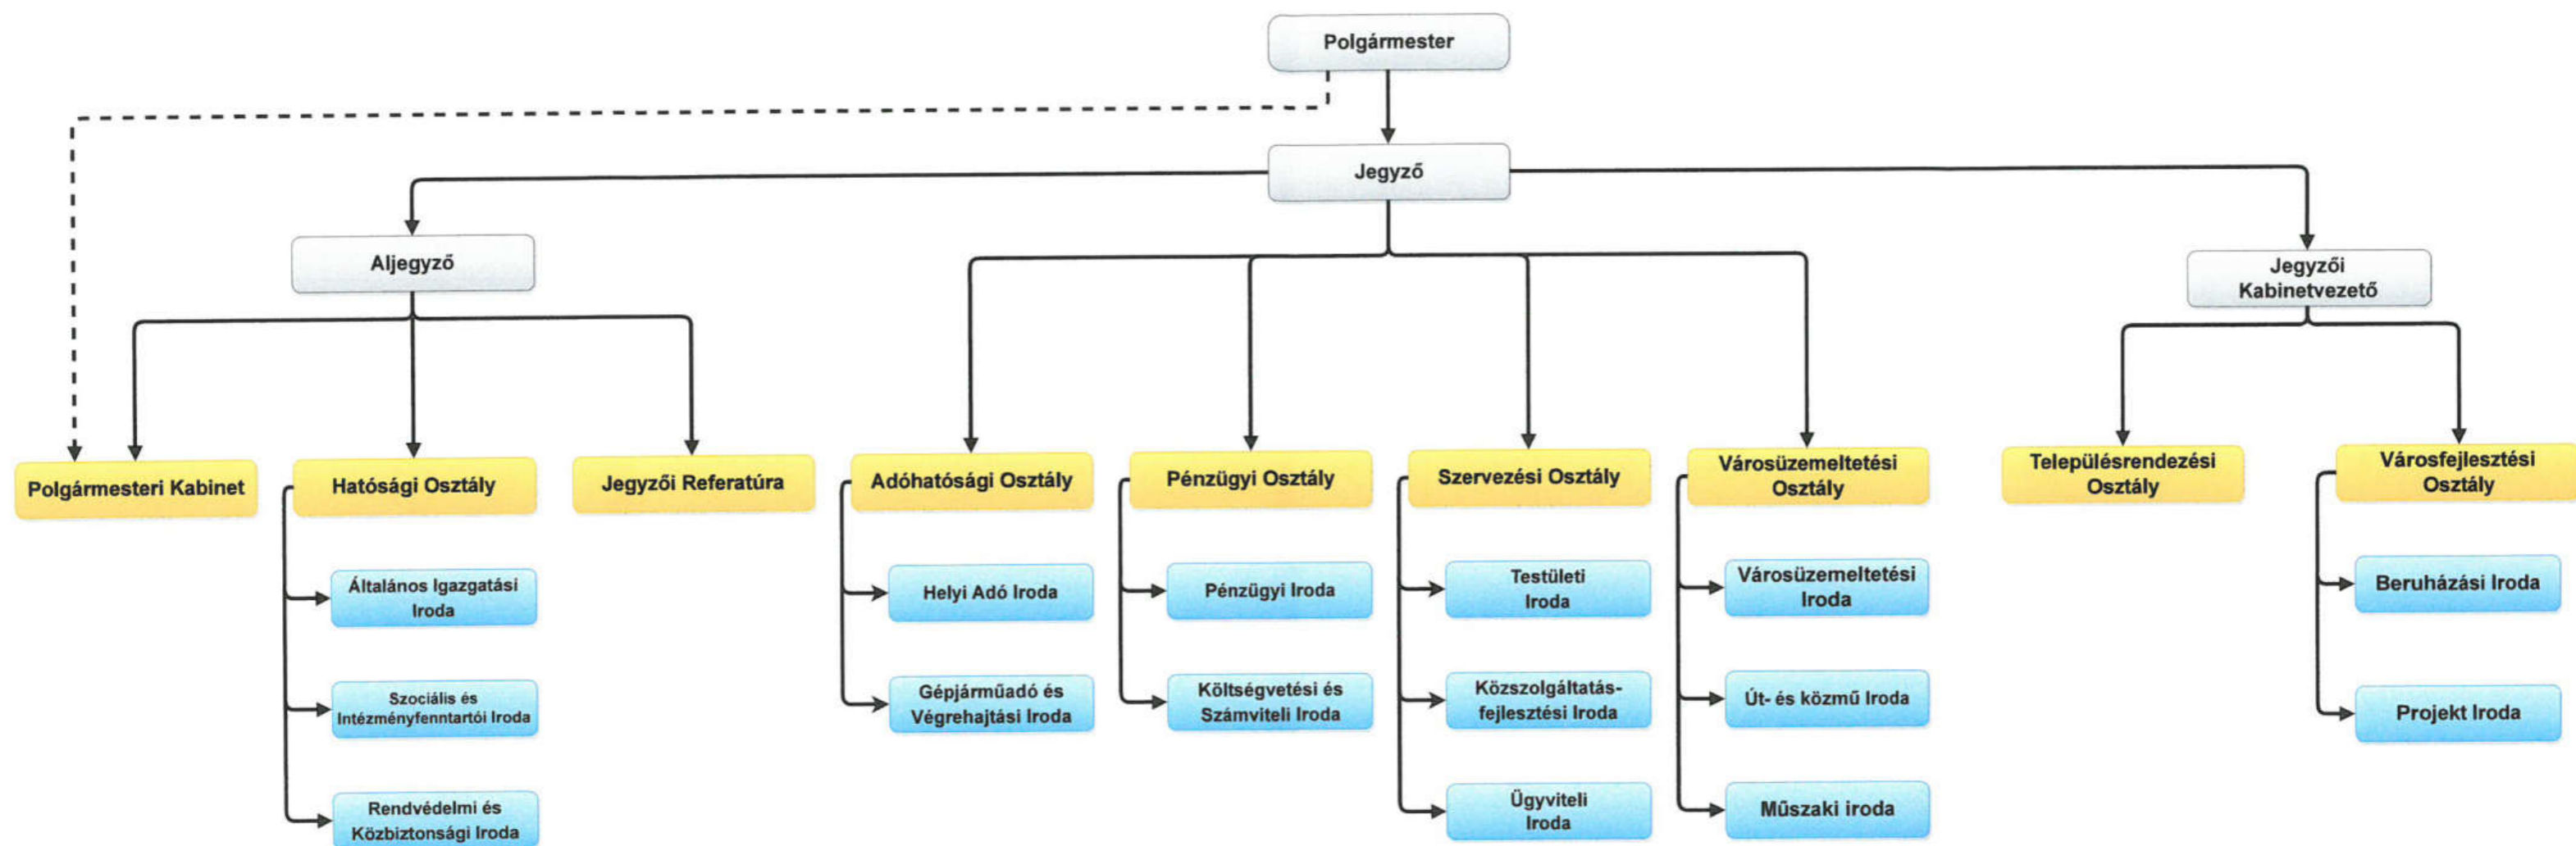 Polgármester
Jegyző
Aljegyző
Jegyzői
Kabinetvezető
Polgármesteri Kabinet
Hatósági Osztály
Jegyzői Referatúra
Adóhatósági Osztály
Pénzügyi Osztály
Szervezési Osztály
Városüzemeltetési
Osztály
Településrendezési
Osztály
Városfejlesztési
Osztály
Általános Igazgatási
Iroda
Szociális és
Intézményfenntartói Iroda
Rendvédelmi és
Közbiztonsági Iroda
Helyi Adó Iroda
Gépjárműadó és
Végrehajtási Iroda
Pénzügyi Iroda
Költségvetési és
Számviteli Iroda
Testületi
Iroda
Közszolgáltatás-
fejlesztési Iroda
Ügyviteli
Iroda
Városüzemeltetési
Iroda
Út- és közmű Iroda
Műszaki iroda
Beruházási Iroda
Projekt Iroda